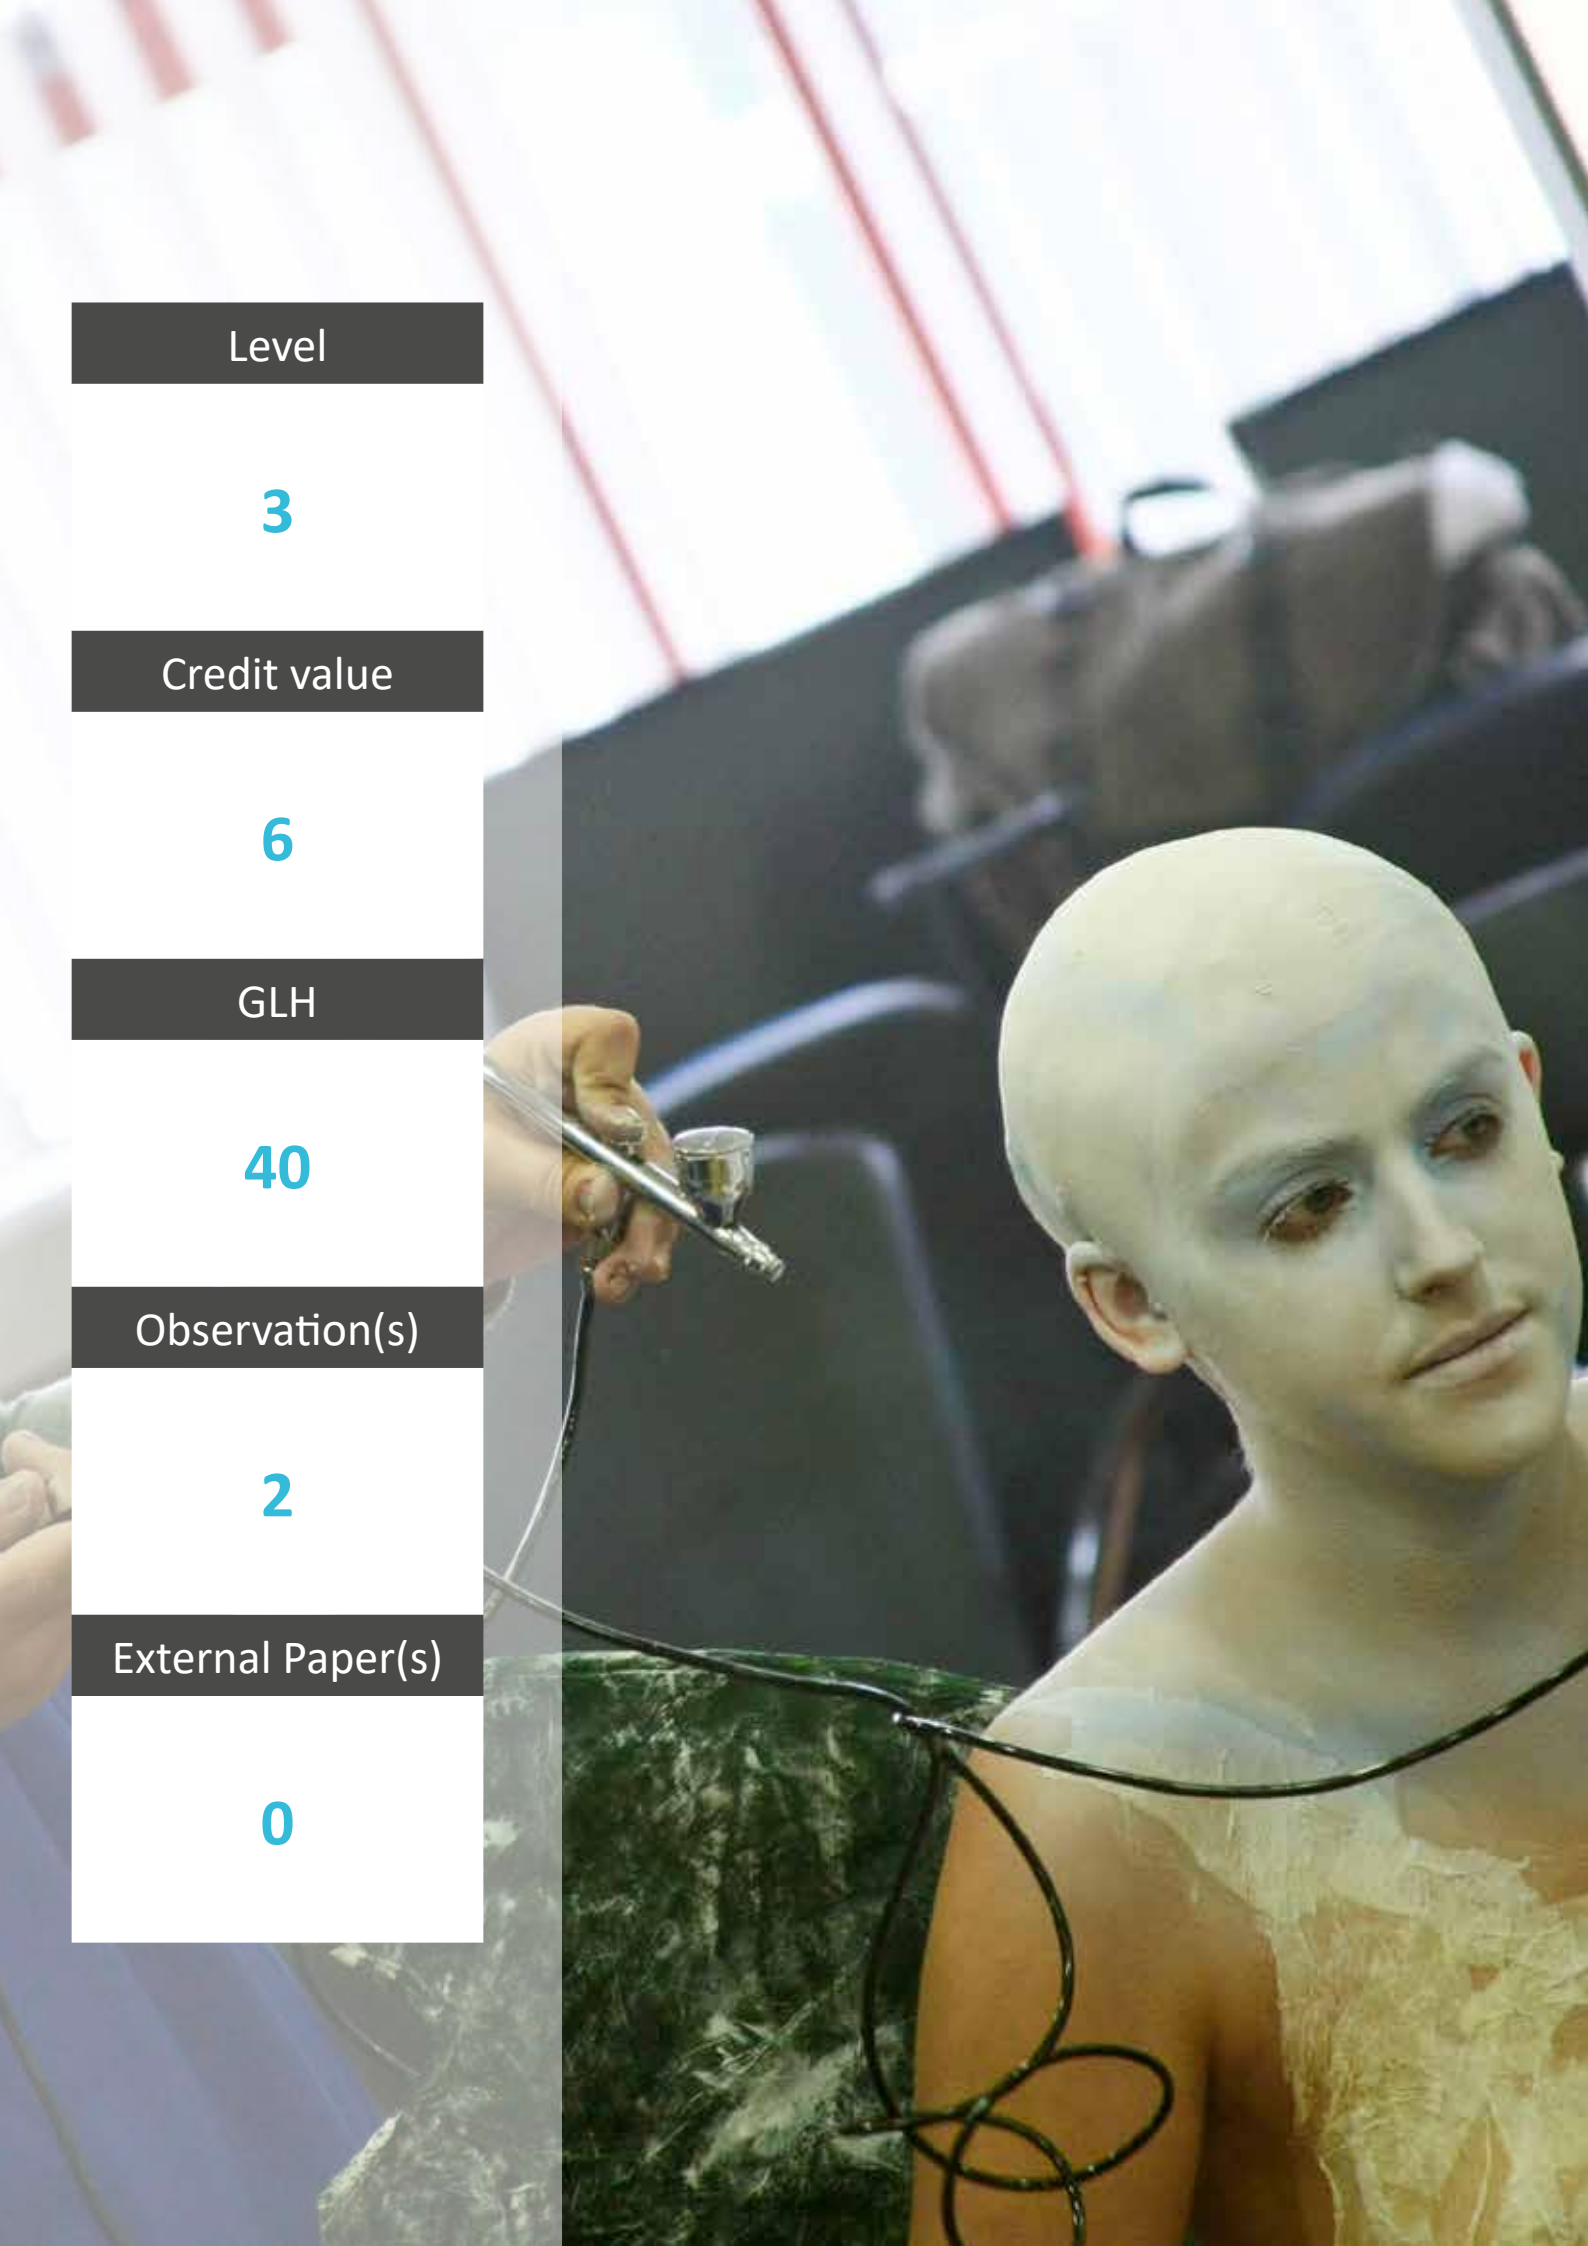 Level
3
Credit value
6
GLH
40
Observation(s)
2
External Paper(s)
0